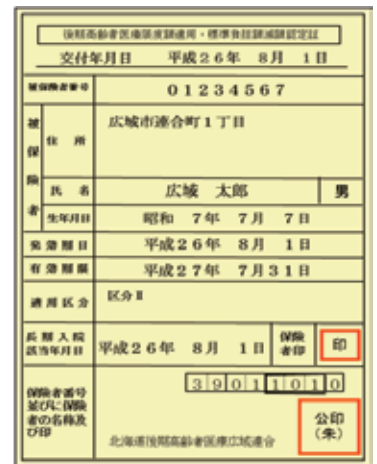 後期高齢者医療限度額適用・標準負担額減額認定証
交付年月日 平成26年 8月 1日
被保険者番号 01234567
被保険者
住所 広域市連合町1丁目
氏名 広域 太郎 男
生年月日 昭和 7年 7月 7日
発効期日 平成26年 8月 1日
有効期限 平成27年 7月31日
適用区分 区分Ⅱ
長期入院該当年月日 平成26年 8月 1日 保険者印 印
保険者番号並びに保険者の名称及び印 39011010
北海道後期高齢者医療広域連合 公印(朱)